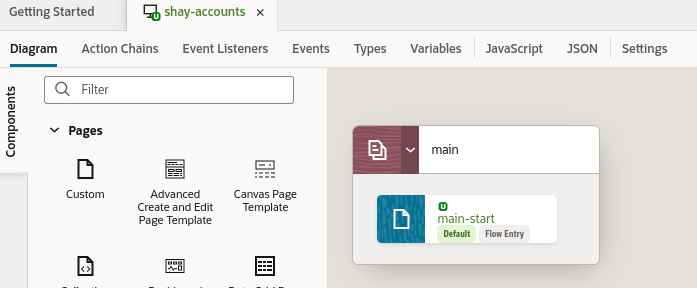 Getting Started
shay-accounts
Diagram Action Chains Event Listeners Events Types Variables JavaScript JSON Settings
Components
Filter
Pages
Custom
Advanced
Create and Edit
Page Template
Canvas Page
Template
main
U
main-start
Default Flow Entry